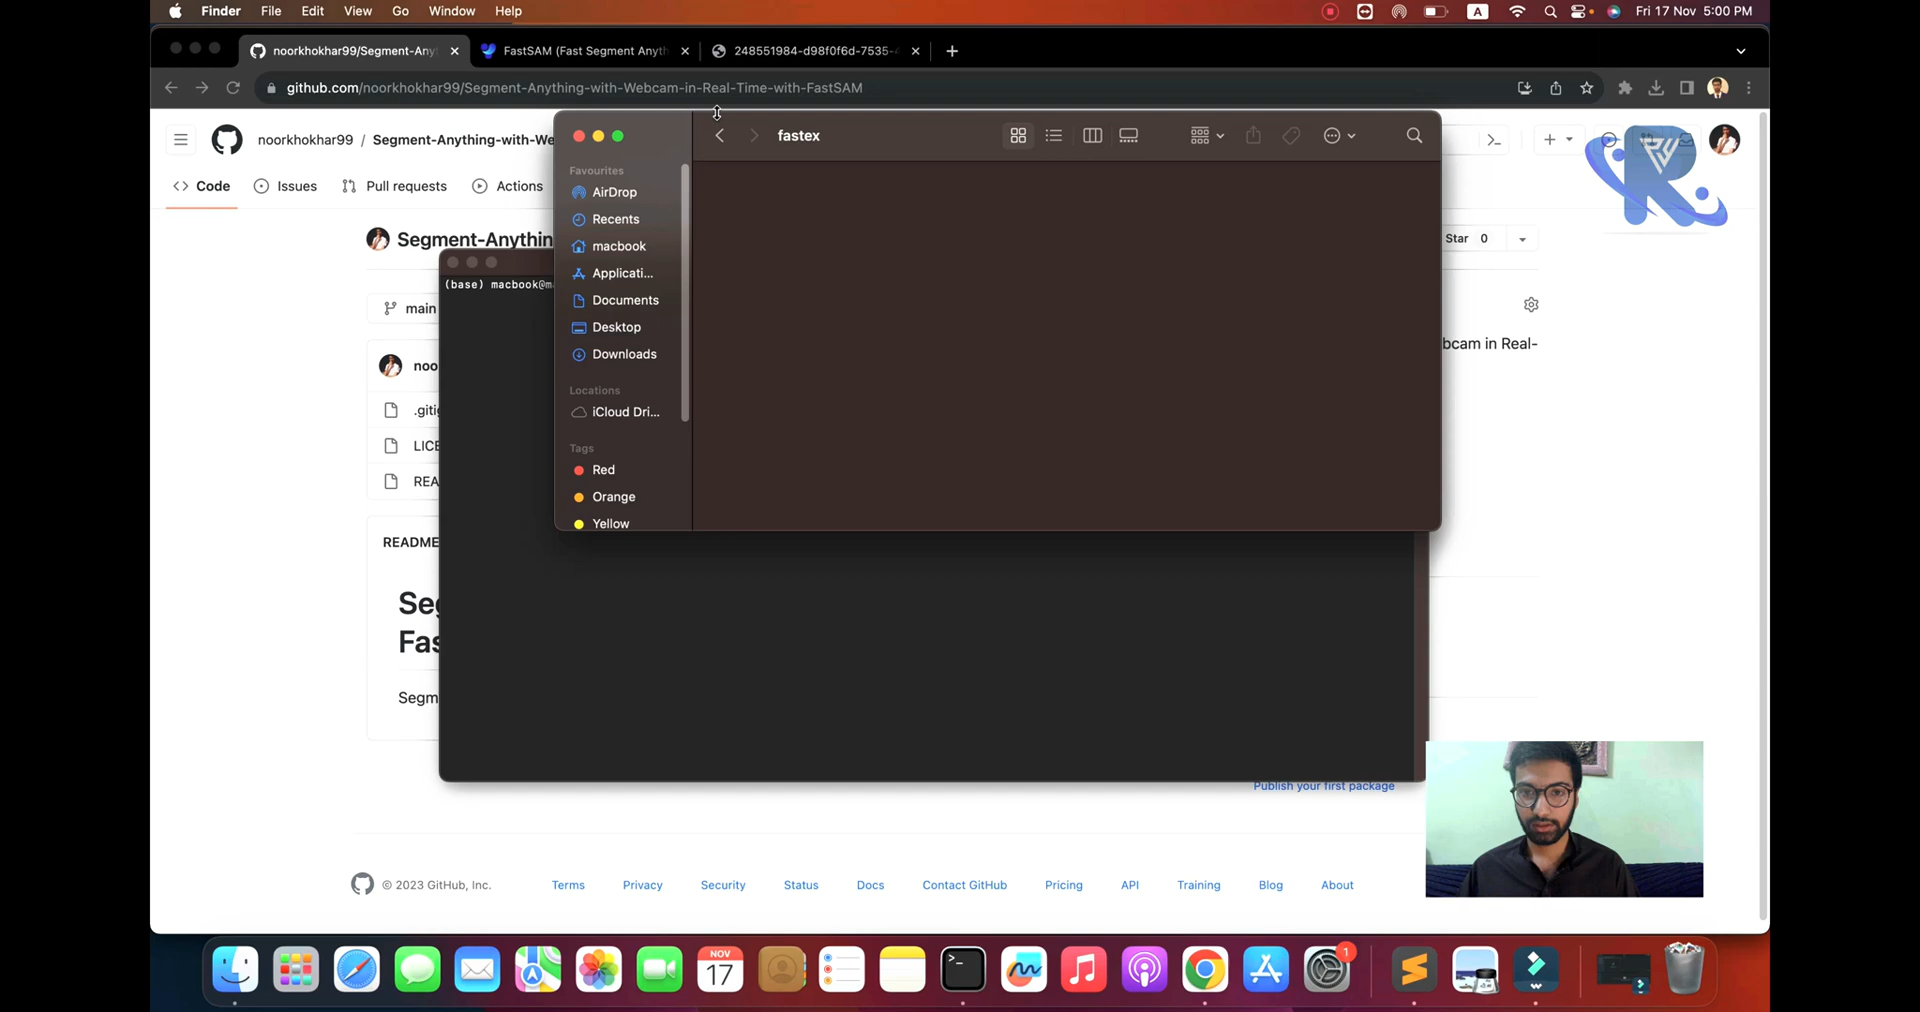 Finder File Edit View Go Window Help A Fri 17 Nov 5:00 PM
noorkhokhar99/Segment-Any FastSAM (Fast Segment Anyth 248551984-d98f0f6d-7535-
github.com/noorkhokhar99/Segment-Anything-with-Webcam-in-Real-Time-with-FastSAM
noorkhokhar99 / Segment-Anything-with-We
Code Issues Pull requests Actions
fastex
Favourites
AirDrop
Recents
macbook
Applicati...
Documents
Desktop
Downloads
Locations
iCloud Dri...
Tags
Red
Orange
Yellow
Segment-Anythin
Star 0
(base) macbook@m
main
bcam in Real-
noo
.giti
LICE
REA
README
Se
Fas
Segm
Publish your first package
© 2023 GitHub, Inc. Terms Privacy Security Status Docs Contact GitHub Pricing API Training Blog About
NOV
17
1